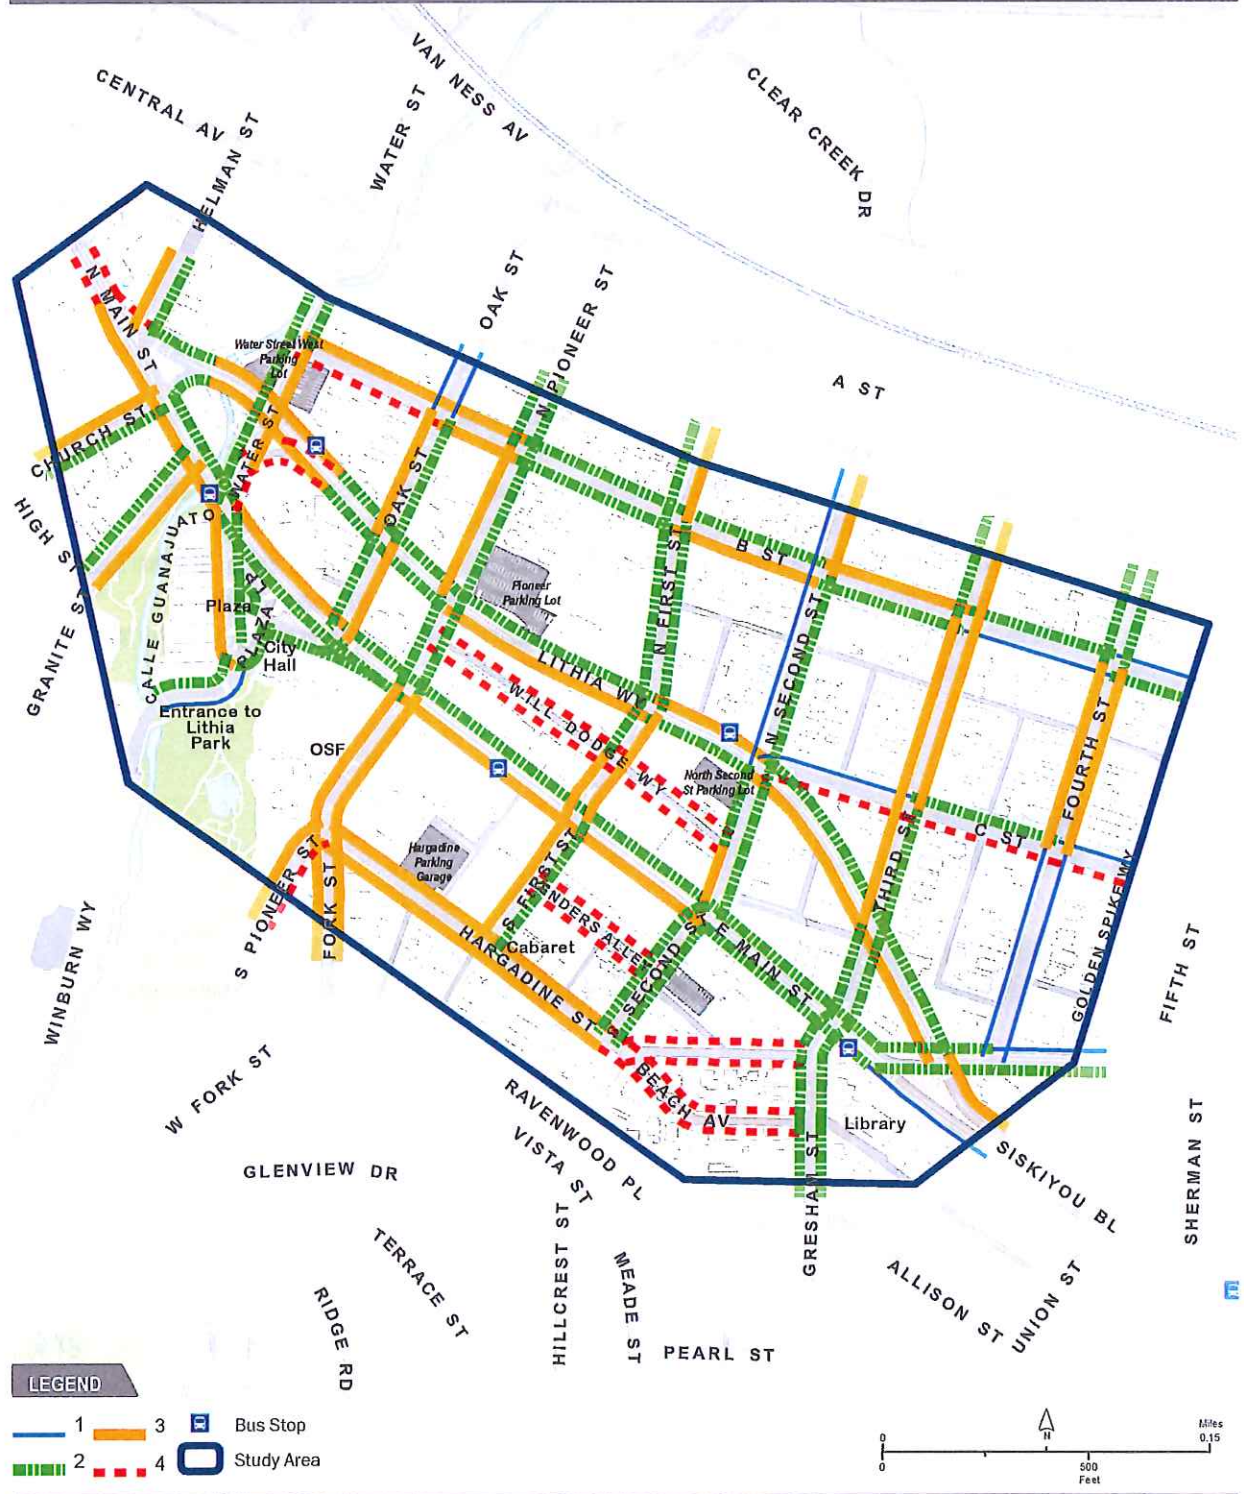 CENTRAL AV
HELMAN ST
WATER ST
VAN NESS AV
CLEAR CREEK DR
OAK ST
N PIONEER ST
A ST
N MAIN ST
Water Street West
Parking
Lot
CHURCH ST
WATER ST
OAK ST
HIGH ST
GRANITE ST
CALLE GUANAJUATO
Plaza
PLAZA
City
Hall
Entrance to
Lithia
Park
Pioneer
Parking Lot
B ST
N FIRST ST
N SECOND ST
LITHIA WY
WILL DODGE WY
North Second
St Parking Lot
FOURTH ST
C ST
THIRD ST
GOLDEN SPIKE WY
FIFTH ST
OSF
Hargadine
Parking
Garage
S PIONEER ST
FORK ST
S FIRST ST
ENDERS ALLEY
Cabaret
HARGADINE ST
SECOND ST
E MAIN ST
WINBURN WY
W FORK ST
BEACH AV
Library
GRESHAM ST
SISKIYOU BL
SHERMAN ST
RAVENWOOD PL
VISTA ST
GLENVIEW DR
TERRACE ST
RIDGE RD
HILLCREST ST
MEADE ST
PEARL ST
ALLISON ST
UNION ST
LEGEND
1 3 Bus Stop
2 4 Study Area
N
Miles
0 0.15
0 500
Feet